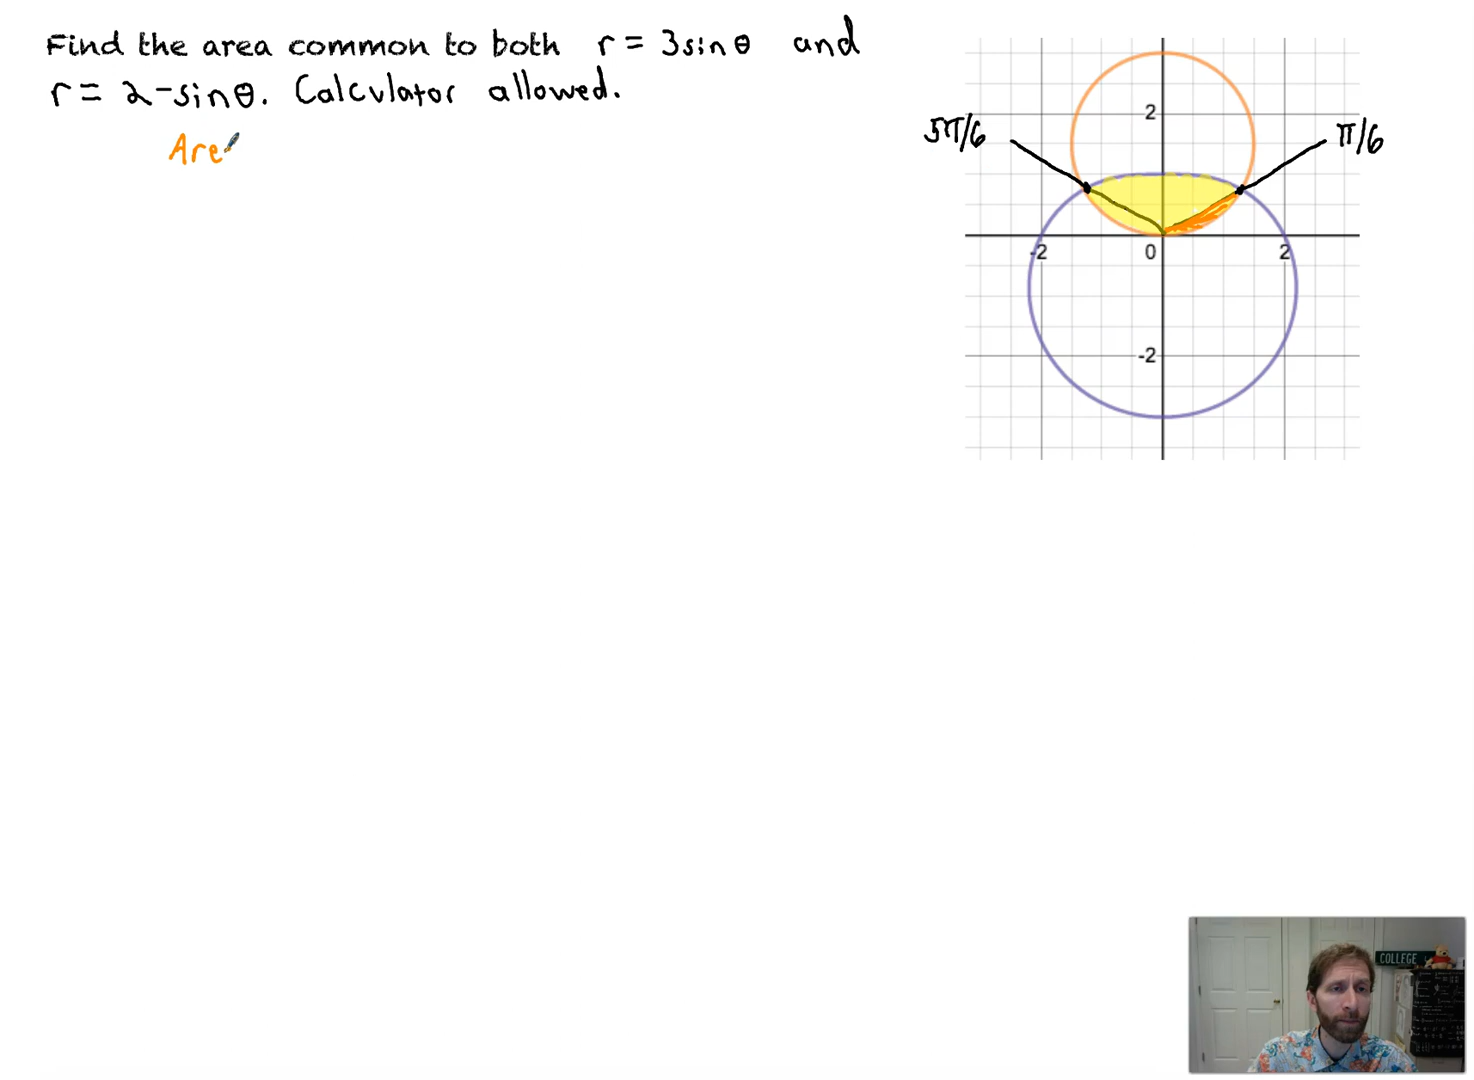 Find the area common to both r = 3sinθ and
r = 2-sinθ. Calculator allowed.
Are
5π/6
π/6
2
-2
0
2
-2
COLLEGE